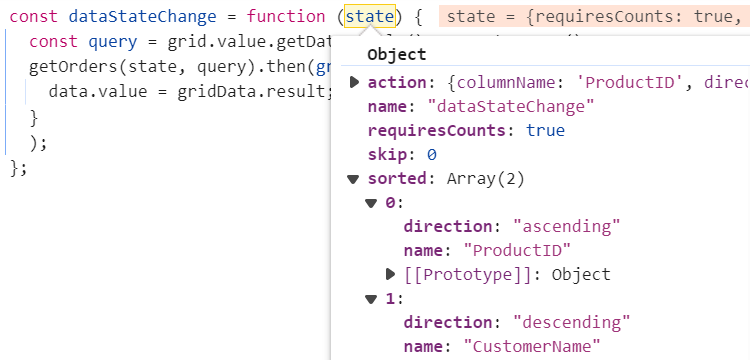 const dataStateChange = function (state) { state = {requiresCounts: true,
const query = grid.value.getDat
getOrders(state, query).then(gr
data.value = gridData.result;
}
);
};
Object
action: {columnName: 'ProductID', direc
name: "dataStateChange"
requiresCounts: true
skip: 0
sorted: Array(2)
0:
direction: "ascending"
name: "ProductID"
[[Prototype]]: Object
1:
direction: "descending"
name: "CustomerName"